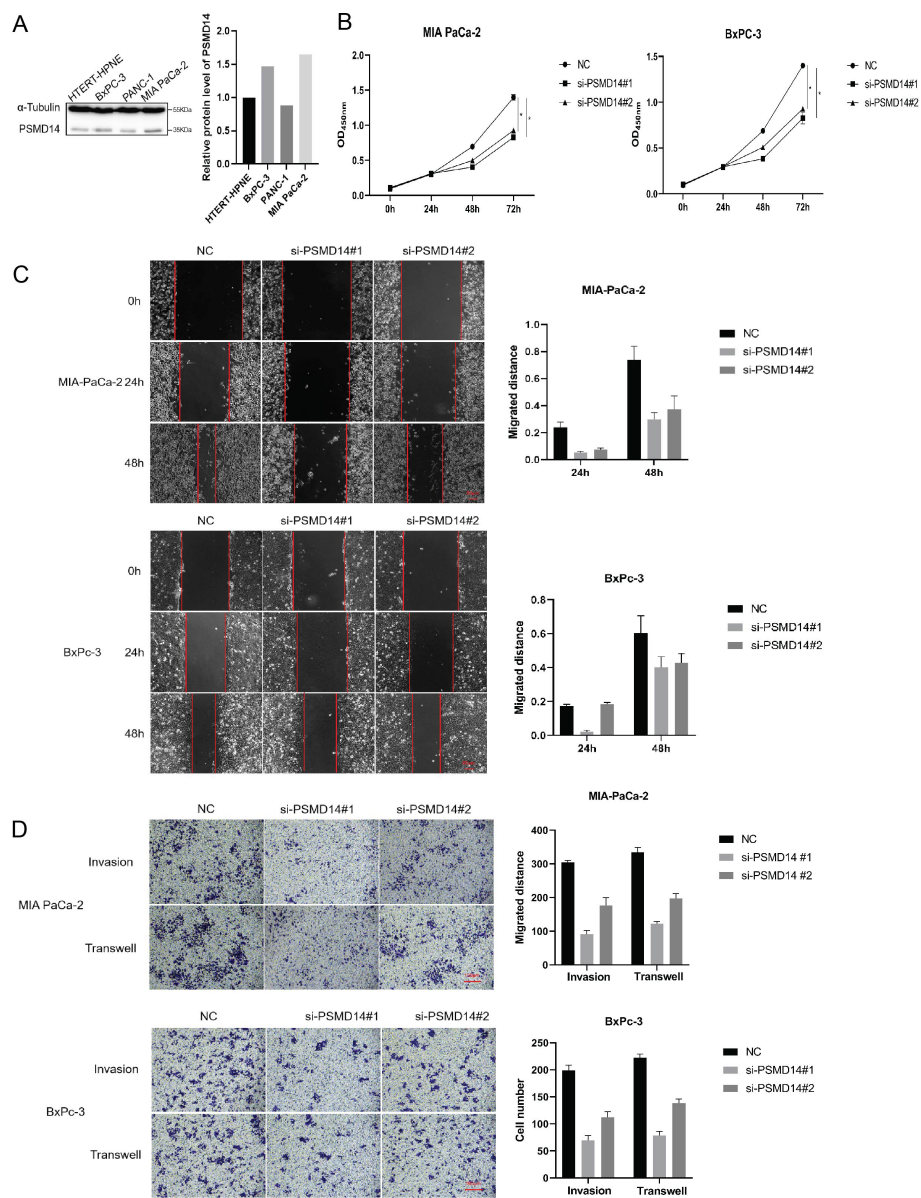 A
HTERT-HPNE
BxPC-3
PANC-1
MIA PaCa-2
α-Tubulin
55KDa
PSMD14
35KDa
Relative protein level of PSMD14
2.0
1.5
1.0
0.5
0.0
HTERT-HPNE
BxPC-3
PANC-1
MIA PaCa-2
B
MIA PaCa-2
OD450nm
1.5
1.0
0.5
0.0
0h 24h 48h 72h
NC
si-PSMD14#1
si-PSMD14#2
*
*
BxPC-3
OD450nm
1.5
1.0
0.5
0.0
0h 24h 48h 72h
NC
si-PSMD14#1
si-PSMD14#2
*
*
C
NC si-PSMD14#1 si-PSMD14#2
0h
MIA-PaCa-2 24h
48h
MIA-PaCa-2
Migrated distance
1.0
0.8
0.6
0.4
0.2
0.0
24h 48h
NC
si-PSMD14#1
si-PSMD14#2
NC si-PSMD14#1 si-PSMD14#2
0h
BxPc-3 24h
48h
BxPc-3
Migrated distance
0.8
0.6
0.4
0.2
0.0
24h 48h
NC
si-PSMD14#1
si-PSMD14#2
D
NC si-PSMD14#1 si-PSMD14#2
Invasion
MIA PaCa-2
Transwell
MIA-PaCa-2
Migrated distance
400
300
200
100
0
Invasion Transwell
NC
si-PSMD14 #1
si-PSMD14 #2
NC si-PSMD14#1 si-PSMD14#2
Invasion
BxPc-3
Transwell
BxPc-3
Cell number
250
200
150
100
50
0
Invasion Transwell
NC
si-PSMD14#1
si-PSMD14#2